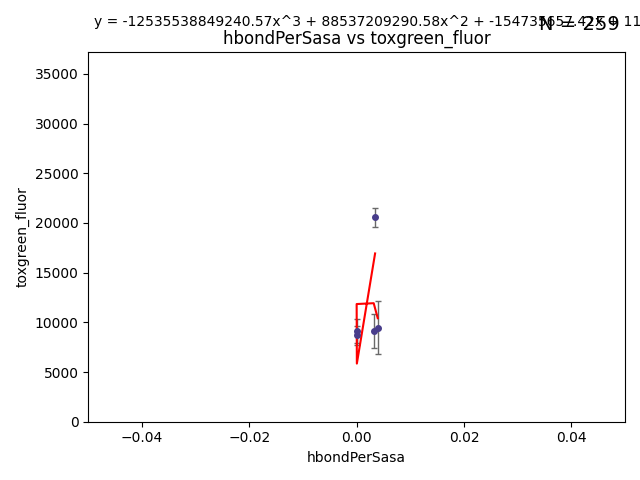 y = -12535538849240.57x^3 + 88537209290.58x^2 + -154735657.42x + 11
N = 259
hbondPerSasa vs toxgreen_fluor
35000
30000
25000
20000
15000
10000
5000
0
toxgreen_fluor
−0.04
−0.02
0.00
0.02
0.04
hbondPerSasa